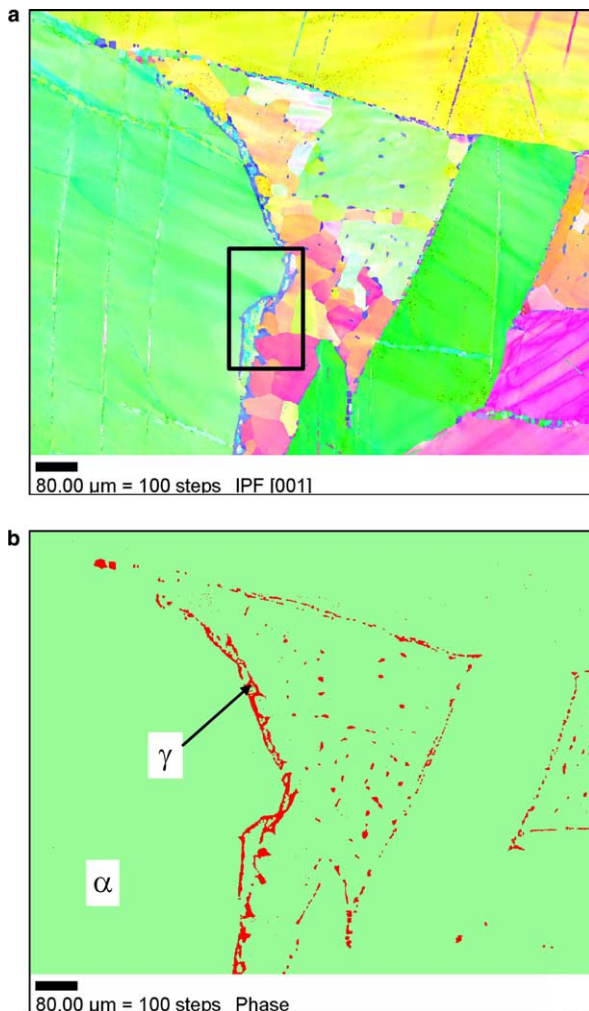 a
80.00 µm = 100 steps IPF [001]
b
γ
α
80.00 µm = 100 steps Phase